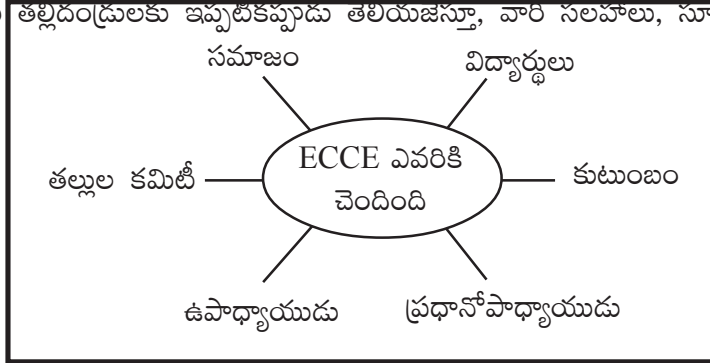 తల్లిదండ్రులకు ఇప్పటికప్పుడు తెలియజేస్తూ, వారి సలహాలు,
సమాజం విద్యార్థులు
తల్లుల కమిటీ ECCE ఎవరికి చెందింది కుటుంబం
ఉపాధ్యాయుడు ప్రధానోపాధ్యాయుడు